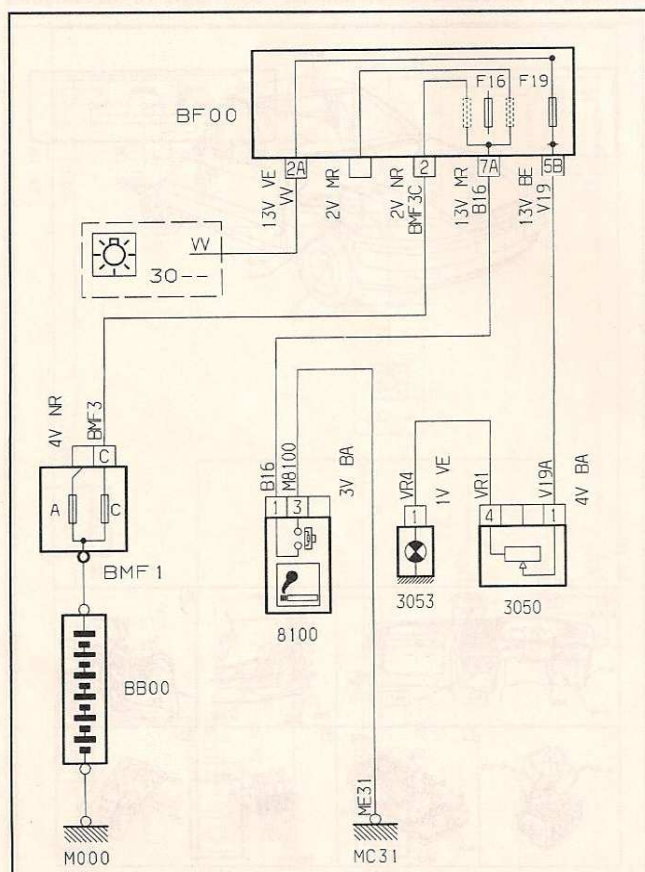 BF00
F16 F19
2A
2
7A
5B
13V VE
VV
2V MR
2V NR
BMF3C
13V MR
B16
13V BE
V19
VV
30--
4V NR
BMF3
C
A
C
BMF1
BB00
M000
B16
M8100
3V BA
1
3
8100
ME31
MC31
VR4
1V VE
1
3053
VR1
V19A
4V BA
4
1
3050